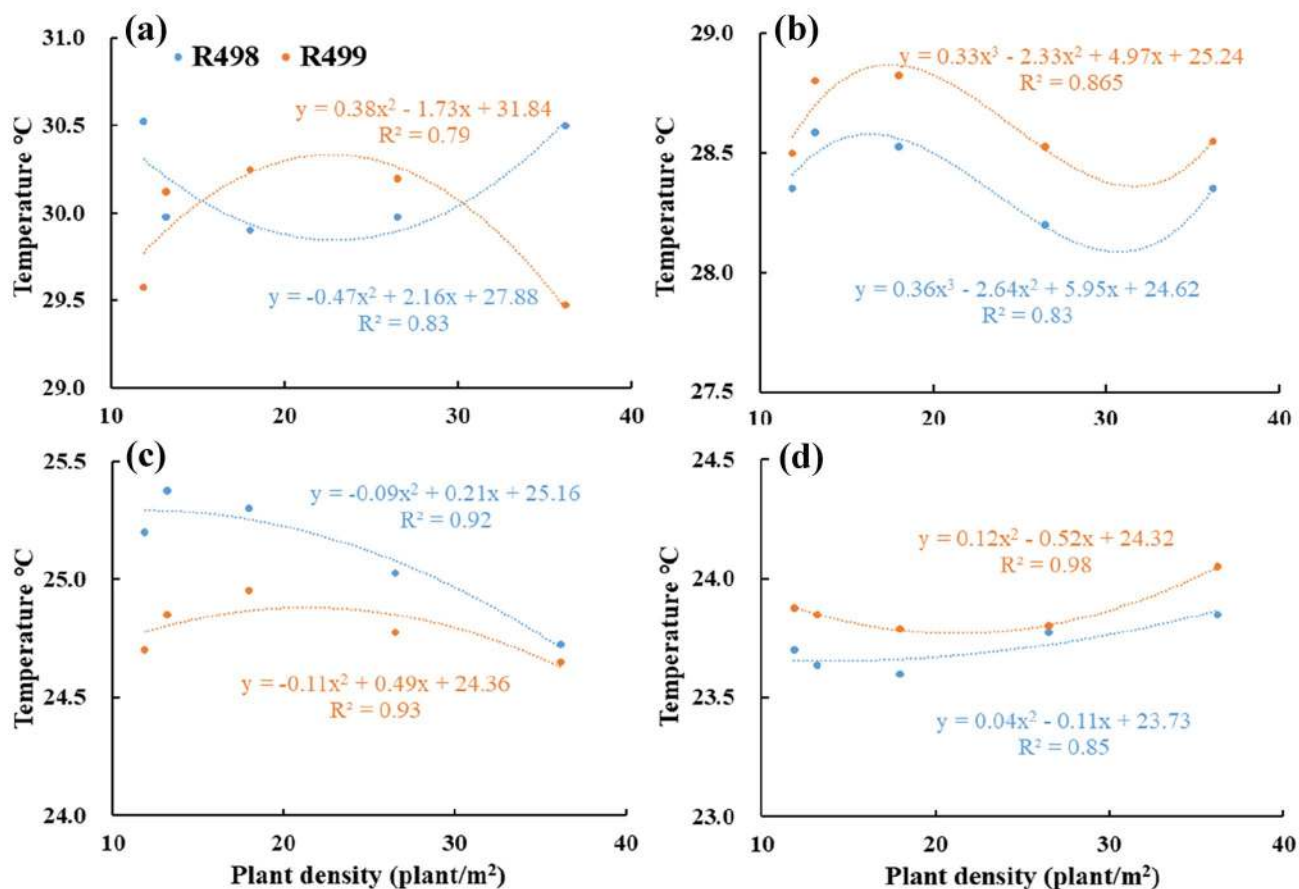 (a)
R498 R499
y = 0.38x² - 1.73x + 31.84
R² = 0.79
y = -0.47x² + 2.16x + 27.88
R² = 0.83
Temperature °C
31.0
30.5
30.0
29.5
29.0
10 20 30 40
(b)
y = 0.33x³ - 2.33x² + 4.97x + 25.24
R² = 0.865
y = 0.36x³ - 2.64x² + 5.95x + 24.62
R² = 0.83
Temperature °C
29.0
28.5
28.0
27.5
10 20 30 40
(c)
y = -0.09x² + 0.21x + 25.16
R² = 0.92
y = -0.11x² + 0.49x + 24.36
R² = 0.93
Temperature °C
25.5
25.0
24.5
24.0
10 20 30 40
Plant density (plant/m²)
(d)
y = 0.12x² - 0.52x + 24.32
R² = 0.98
y = 0.04x² - 0.11x + 23.73
R² = 0.85
Temperature °C
24.5
24.0
23.5
23.0
10 20 30 40
Plant density (plant/m²)